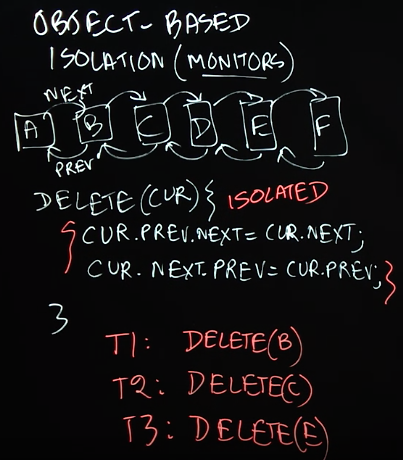 OBJECT-BASED
ISOLATION (MONITORS)
NEXT
A B C D E F
PREV
DELETE(CUR) { ISOLATED
{ CUR.PREV.NEXT = CUR.NEXT;
CUR.NEXT.PREV = CUR.PREV; }
}
T1: DELETE(B)
T2: DELETE(C)
T3: DELETE(E)